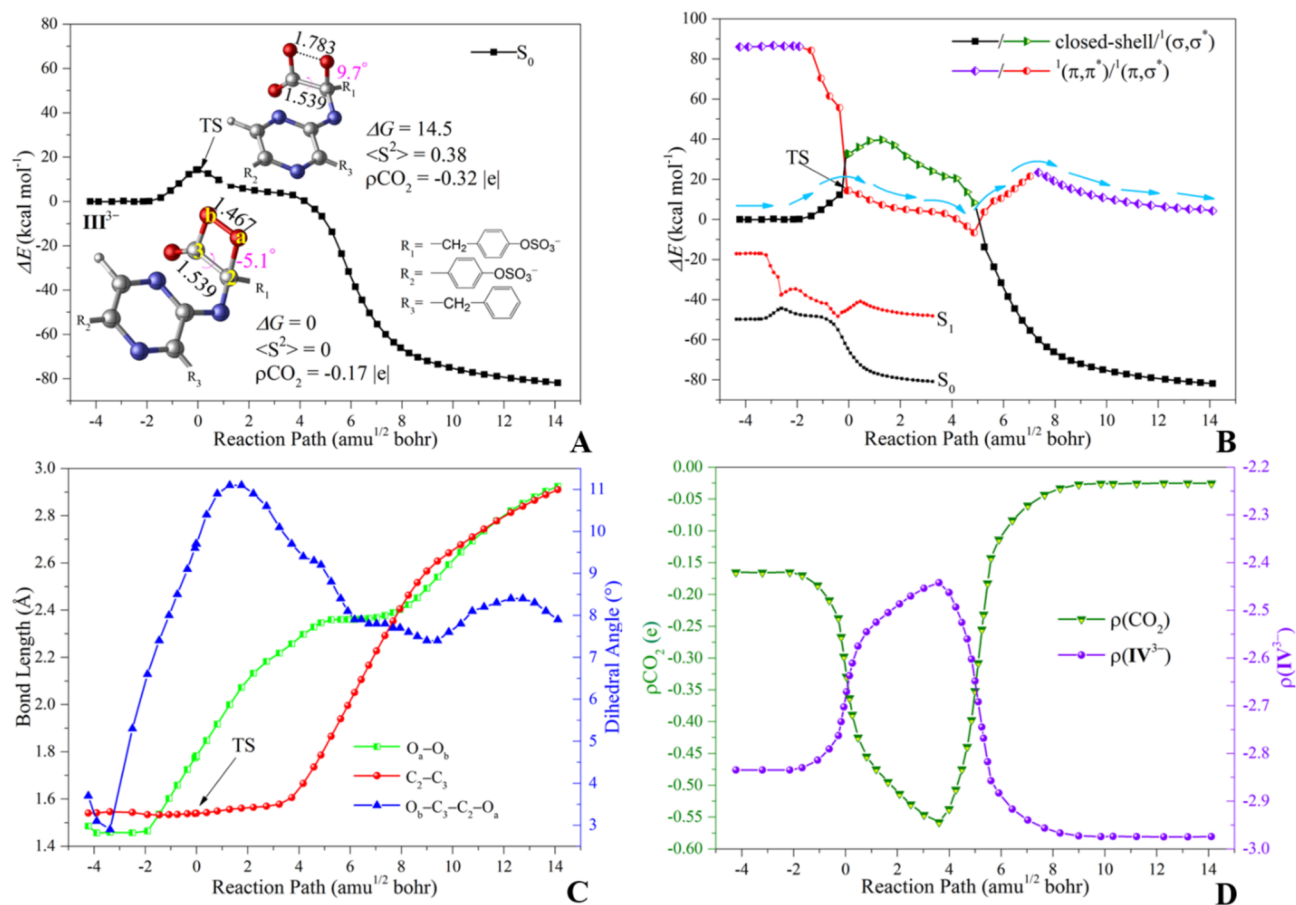 80
60
40
20
0
-20
-40
-60
-80
ΔE (kcal mol⁻¹)
S₀
1.783
9.7°
R₁
1.539
TS
ΔG = 14.5
<S²> = 0.38
ρCO₂ = -0.32 |e|
R₂
R₃
III³⁻
b
1.467
a
3
-5.1°
1.539
2
R₁
R₂
R₃
ΔG = 0
<S²> = 0
ρCO₂ = -0.17 |e|
R₁ = –CH₂– –OSO₃⁻
R₂ = – –OSO₃⁻
R₃ = –CH₂–
-4 -2 0 2 4 6 8 10 12 14
Reaction Path (amu^1/2 bohr)
A
100
80
60
40
20
0
-20
-40
-60
-80
ΔE (kcal mol⁻¹)
closed-shell/¹(σ,σ*)
¹(π,π*)/¹(π,σ*)
TS
S₁
S₀
-4 -2 0 2 4 6 8 10 12 14
Reaction Path (amu^1/2 bohr)
B
3.0
2.8
2.6
2.4
2.2
2.0
1.8
1.6
1.4
Bond Length (Å)
TS
Oₐ–O_b
C₂–C₃
O_b–C₃–C₂–Oₐ
11
10
9
8
7
6
5
4
3
Dihedral Angle (°)
-4 -2 0 2 4 6 8 10 12 14
Reaction Path (amu^1/2 bohr)
C
0.00
-0.05
-0.10
-0.15
-0.20
-0.25
-0.30
-0.35
-0.40
-0.45
-0.50
-0.55
-0.60
ρCO₂ (e)
ρ(CO₂)
ρ(IV³⁻)
-2.2
-2.3
-2.4
-2.5
-2.6
-2.7
-2.8
-2.9
-3.0
ρ(IV³⁻)
-4 -2 0 2 4 6 8 10 12 14
Reaction Path (amu^1/2 bohr)
D